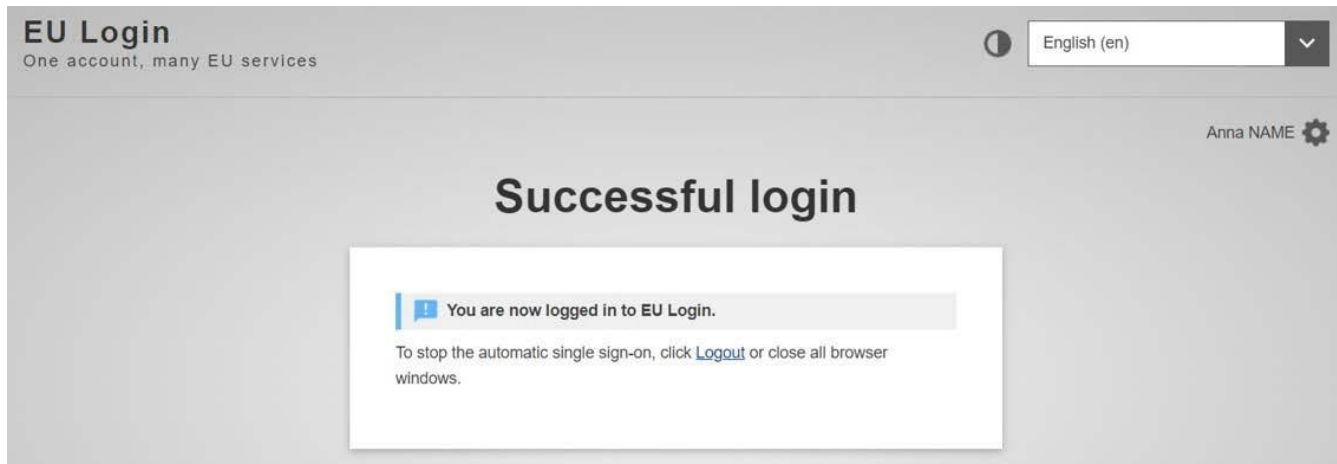 EU Login
One account, many EU services
English (en)
Anna NAME
Successful login
You are now logged in to EU Login.
To stop the automatic single sign-on, click Logout or close all browser
windows.